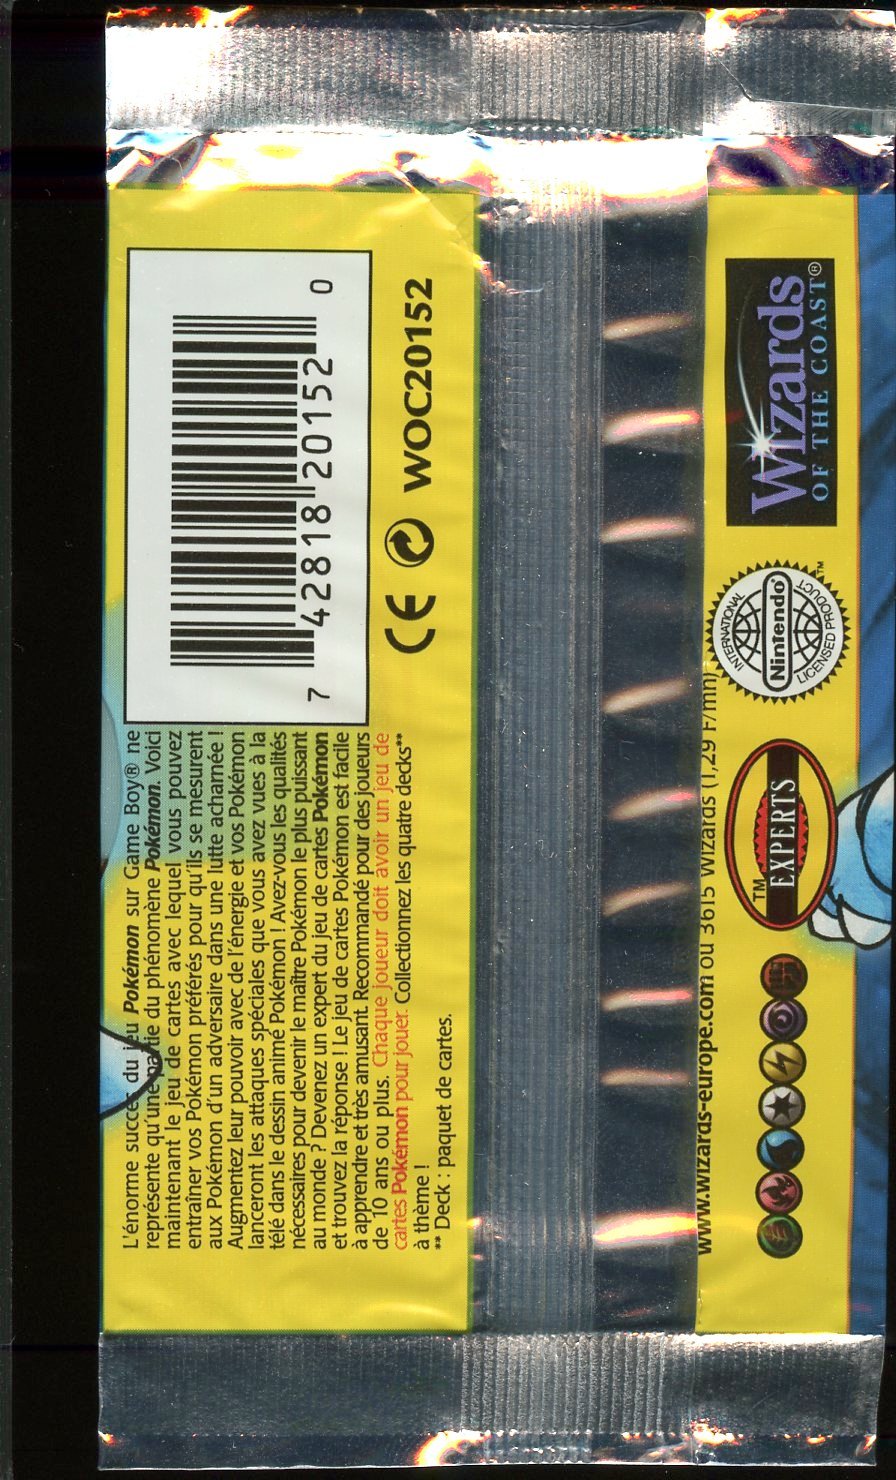 L'énorme succès du jeu Pokémon sur Game Boy® ne
représente qu'une partie du phénomène Pokémon. Voici
maintenant le jeu de cartes avec lequel vous pouvez
entraîner vos Pokémon préférés pour qu'ils se mesurent
aux Pokémon d'un adversaire dans une lutte acharnée !
Augmentez leur pouvoir avec de l'énergie et vos Pokémon
lanceront les attaques spéciales que vous avez vues à la
télé dans le dessin animé Pokémon ! Avez-vous les qualités
nécessaires pour devenir le maître Pokémon le plus puissant
au monde ? Devenez un expert du jeu de cartes Pokémon
et trouvez la réponse ! Le jeu de cartes Pokémon est facile
à apprendre et très amusant. Recommandé pour des joueurs
de 10 ans ou plus. Chaque joueur doit avoir un jeu de
cartes Pokémon pour jouer. Collectionnez les quatre decks**
à thème !
** Deck : paquet de cartes.
7 42818 20152 0
CE WOC20152
www.wizards-europe.com ou 3615 Wizards (1,29 F/mn)
TM
EXPERTS
INTERNATIONAL
Nintendo®
LICENSED PRODUCT™
Wizards
OF THE COAST®